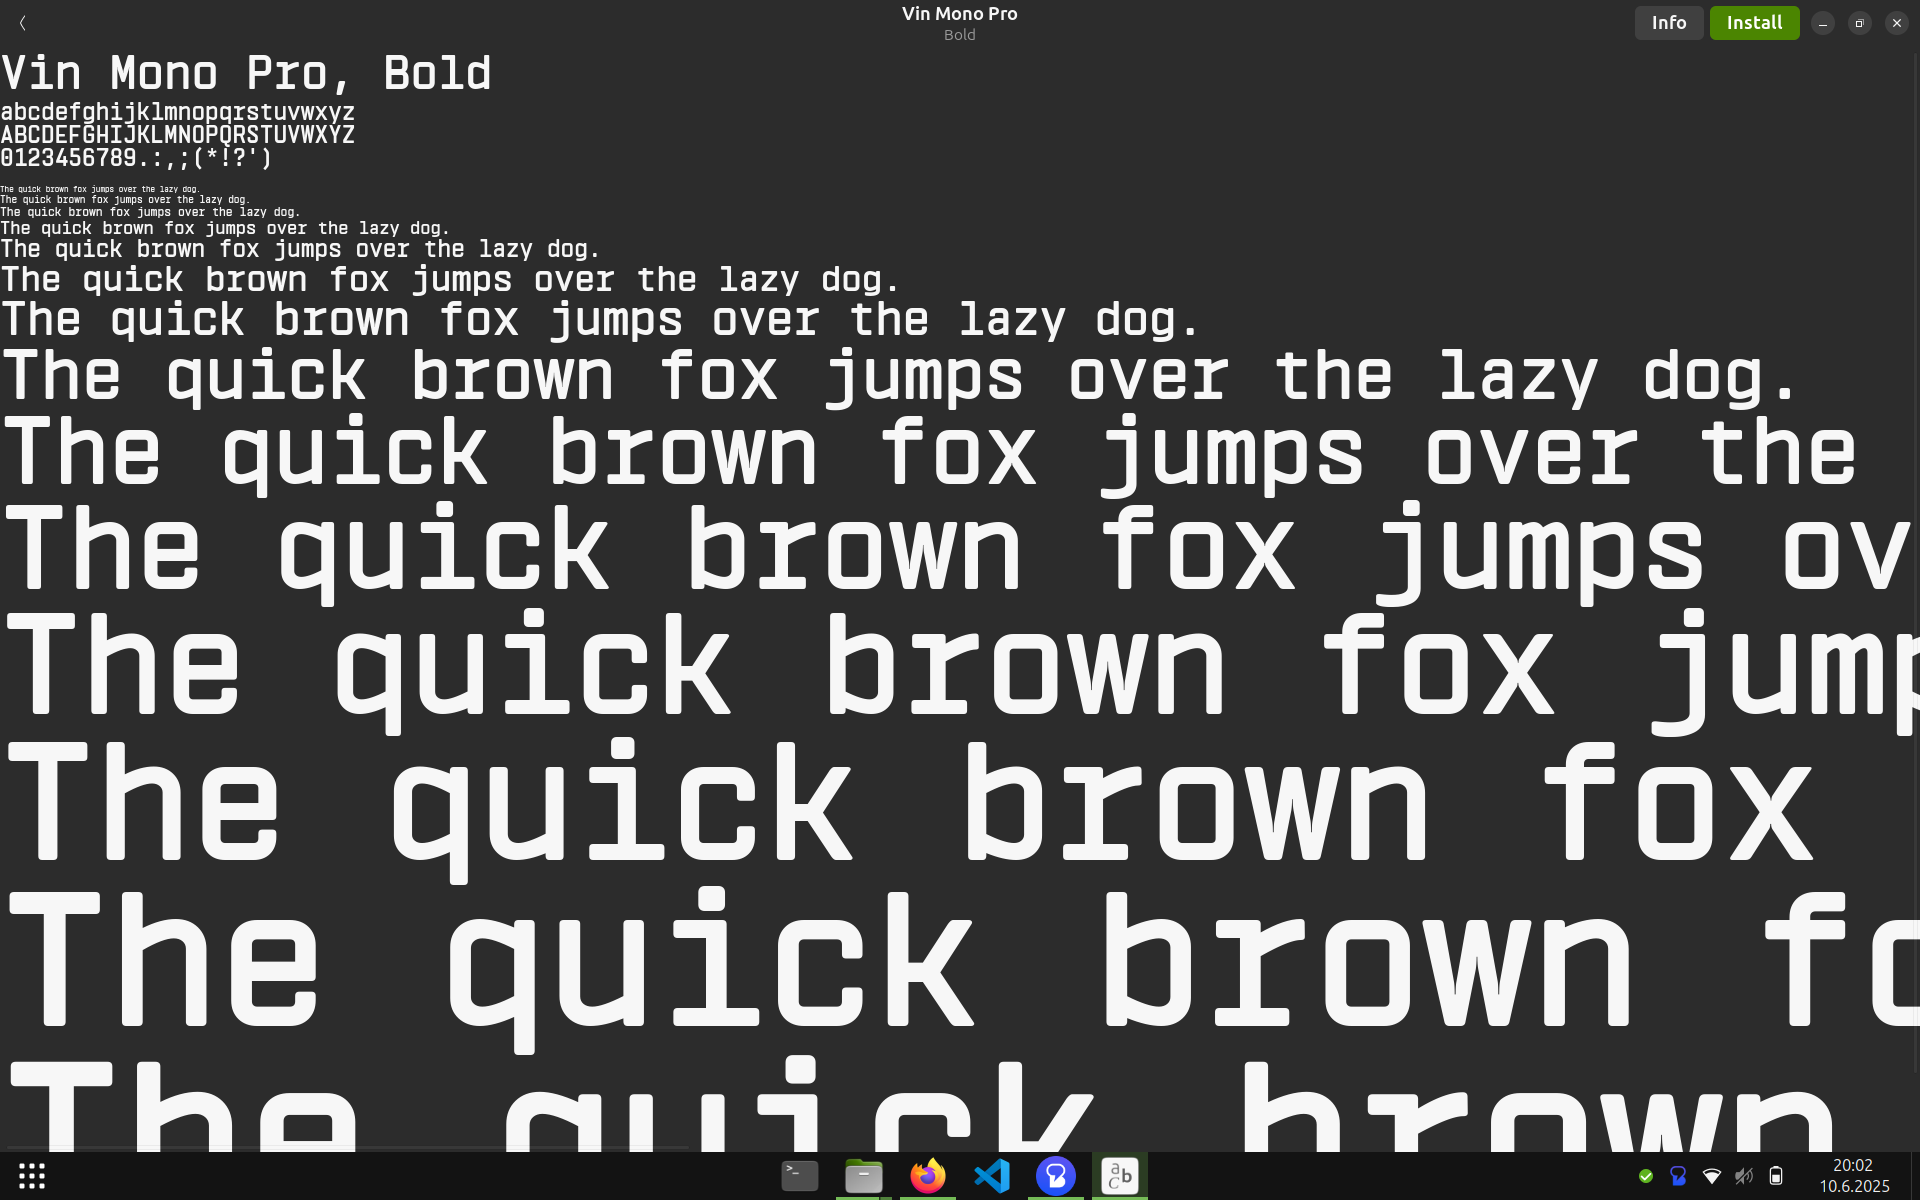 Vin Mono Pro
Bold
Info
Install
Vin Mono Pro, Bold
abcdefghijklmnopqrstuvwxyz
ABCDEFGHIJKLMNOPQRSTUVWXYZ
0123456789.:,;(*!?')
The quick brown fox jumps over the lazy dog.
The quick brown fox jumps over the lazy dog.
The quick brown fox jumps over the lazy dog.
The quick brown fox jumps over the lazy dog.
The quick brown fox jumps over the lazy dog.
The quick brown fox jumps over the lazy dog.
The quick brown fox jumps over the lazy dog.
The quick brown fox jumps over the lazy dog.
The quick brown fox jumps over the
The quick brown fox jumps ov
The quick brown fox jump
The quick brown fox
The quick brown fo
The quick brown
20:02
10.6.2025